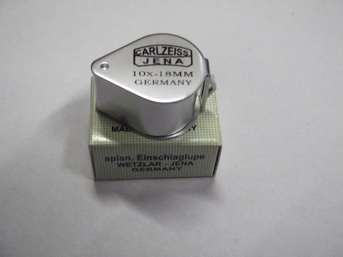 CARLZEISS
JENA
10X-18MM
GERMANY
aplan. Einschlaglupe
WETZLAR - JENA
GERMANY